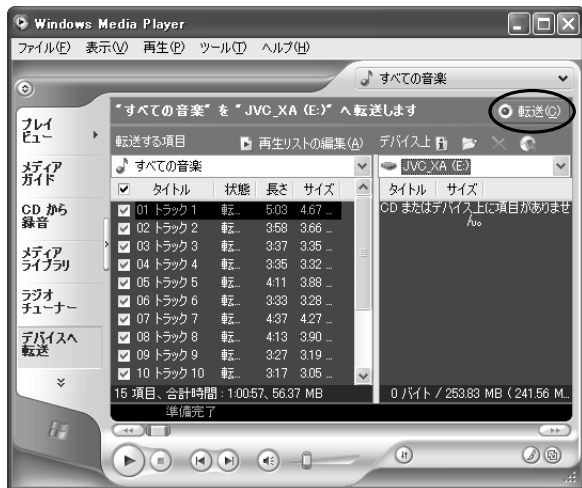 Windows Media Player
ファイル(F) 表示(V) 再生(P) ツール(T) ヘルプ(H)
すべての音楽
"すべての音楽" を "JVC_XA (E:)" へ転送します 転送(C)
転送する項目 再生リストの編集(A) デバイス上
すべての音楽 JVC_XA (E:)
タイトル 状態 長さ サイズ タイトル サイズ
01 トラック 1 転... 5:03 4.67 ...
02 トラック 2 転... 3:58 3.66 ...
03 トラック 3 転... 3:37 3.35 ...
04 トラック 4 転... 3:35 3.32 ...
05 トラック 5 転... 4:11 3.88 ...
06 トラック 6 転... 3:33 3.28 ...
07 トラック 7 転... 4:37 4.27 ...
08 トラック 8 転... 4:13 3.90 ...
09 トラック 9 転... 3:27 3.19 ...
10 トラック 10 転... 3:17 3.05 ...
CD またはデバイス上に項目がありませ
ん。
15 項目、合計時間 : 1:00:57、56.37 MB
0 バイト / 253.83 MB ( 241.56 M...
準備完了
プレイ
ビュー
メディア
ガイド
CD から
録音
メディア
ライブラリ
ラジオ
チューナー
デバイスへ
転送